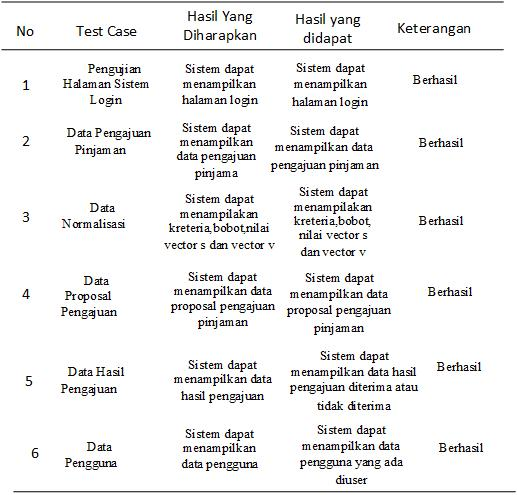 No
Test Case
Hasil Yang
Diharapkan
Hasil yang
didapat
Keterangan
1
Pengujian
Halaman Sistem
Login
Sistem dapat
menampilkan
halaman login
Sistem dapat
menampilkan
halaman login
Berhasil
2
Data Pengajuan
Pinjaman
Sistem dapat
menampilkan
data pengajuan
pinjama
Sistem dapat
menampilkan data
pengajuan pinjaman
Berhasil
3
Data
Normalisasi
Sistem dapat
menampilakan
kreteria,bobot,nilai
vector s dan vector v
Sistem dapat
menampilakan
kreteria,bobot,
nilai vector s
dan vector v
Berhasil
4
Data
Proposal
Pengajuan
Sistem dapat
menampilkan data
proposal pengajuan
pinjaman
Sistem dapat
menampilkan data
proposal pengajuan
pinjaman
Berhasil
5
Data Hasil
Pengajuan
Sistem dapat
menampilkan data
hasil pengajuan
Sistem dapat
menampilkan data hasil
pengajuan diterima atau
tidak diterima
Berhasil
6
Data
Pengguna
Sistem dapat
menampilkan
data pengguna
Sistem dapat
menampilkan data
pengguna yang ada
diuser
Berhasil